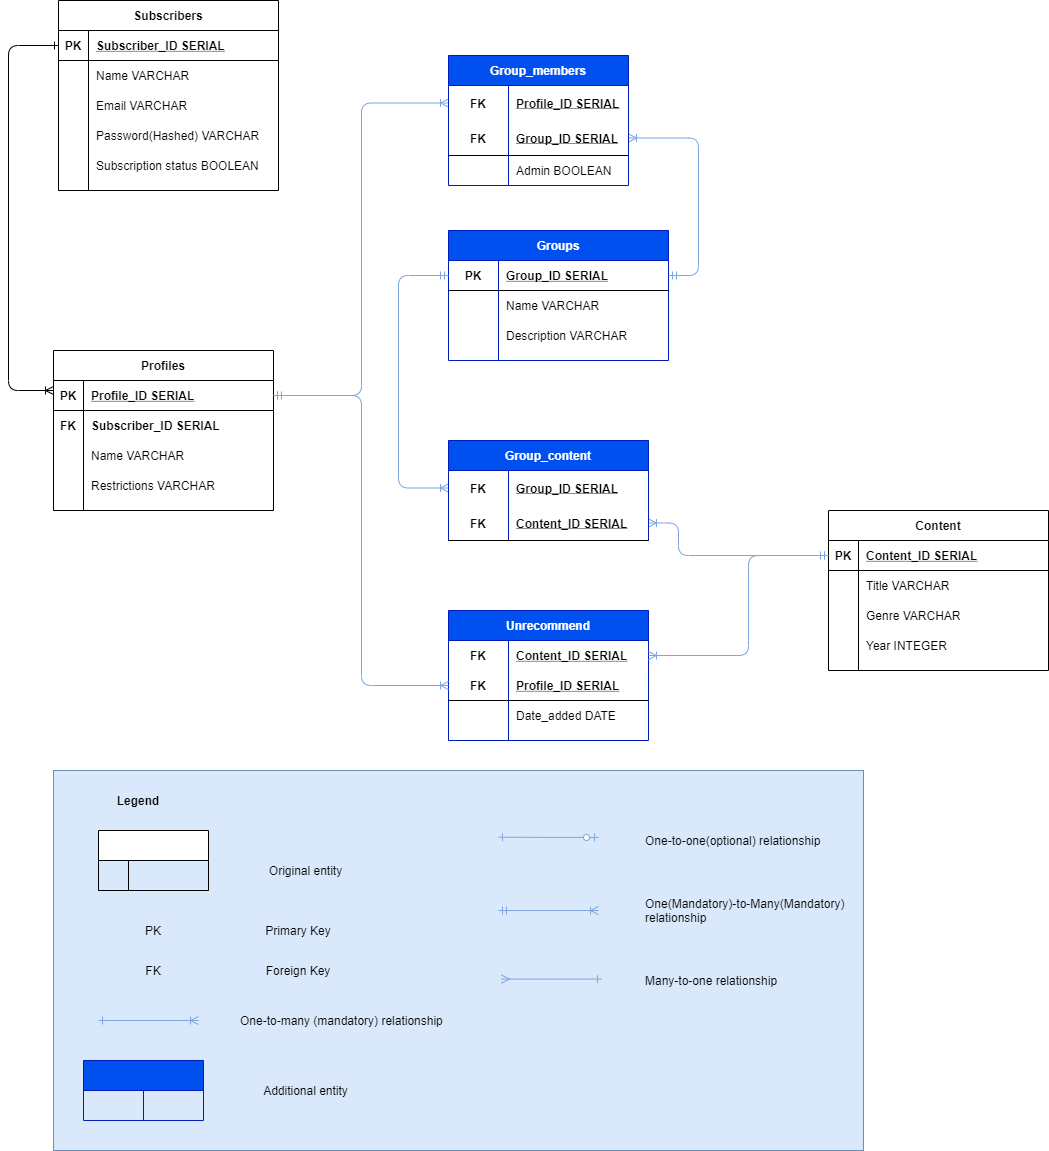 Subscribers
PK Subscriber_ID SERIAL
Name VARCHAR
Email VARCHAR
Password(Hashed) VARCHAR
Subscription status BOOLEAN
Group_members
FK Profile_ID SERIAL
FK Group_ID SERIAL
Admin BOOLEAN
Groups
PK Group_ID SERIAL
Name VARCHAR
Description VARCHAR
Profiles
PK Profile_ID SERIAL
FK Subscriber_ID SERIAL
Name VARCHAR
Restrictions VARCHAR
Group_content
FK Group_ID SERIAL
FK Content_ID SERIAL
Content
PK Content_ID SERIAL
Title VARCHAR
Genre VARCHAR
Year INTEGER
Unrecommend
FK Content_ID SERIAL
FK Profile_ID SERIAL
Date_added DATE
Legend
Original entity
PK Primary Key
FK Foreign Key
One-to-many (mandatory) relationship
Additional entity
One-to-one(optional) relationship
One(Mandatory)-to-Many(Mandatory)
relationship
Many-to-one relationship